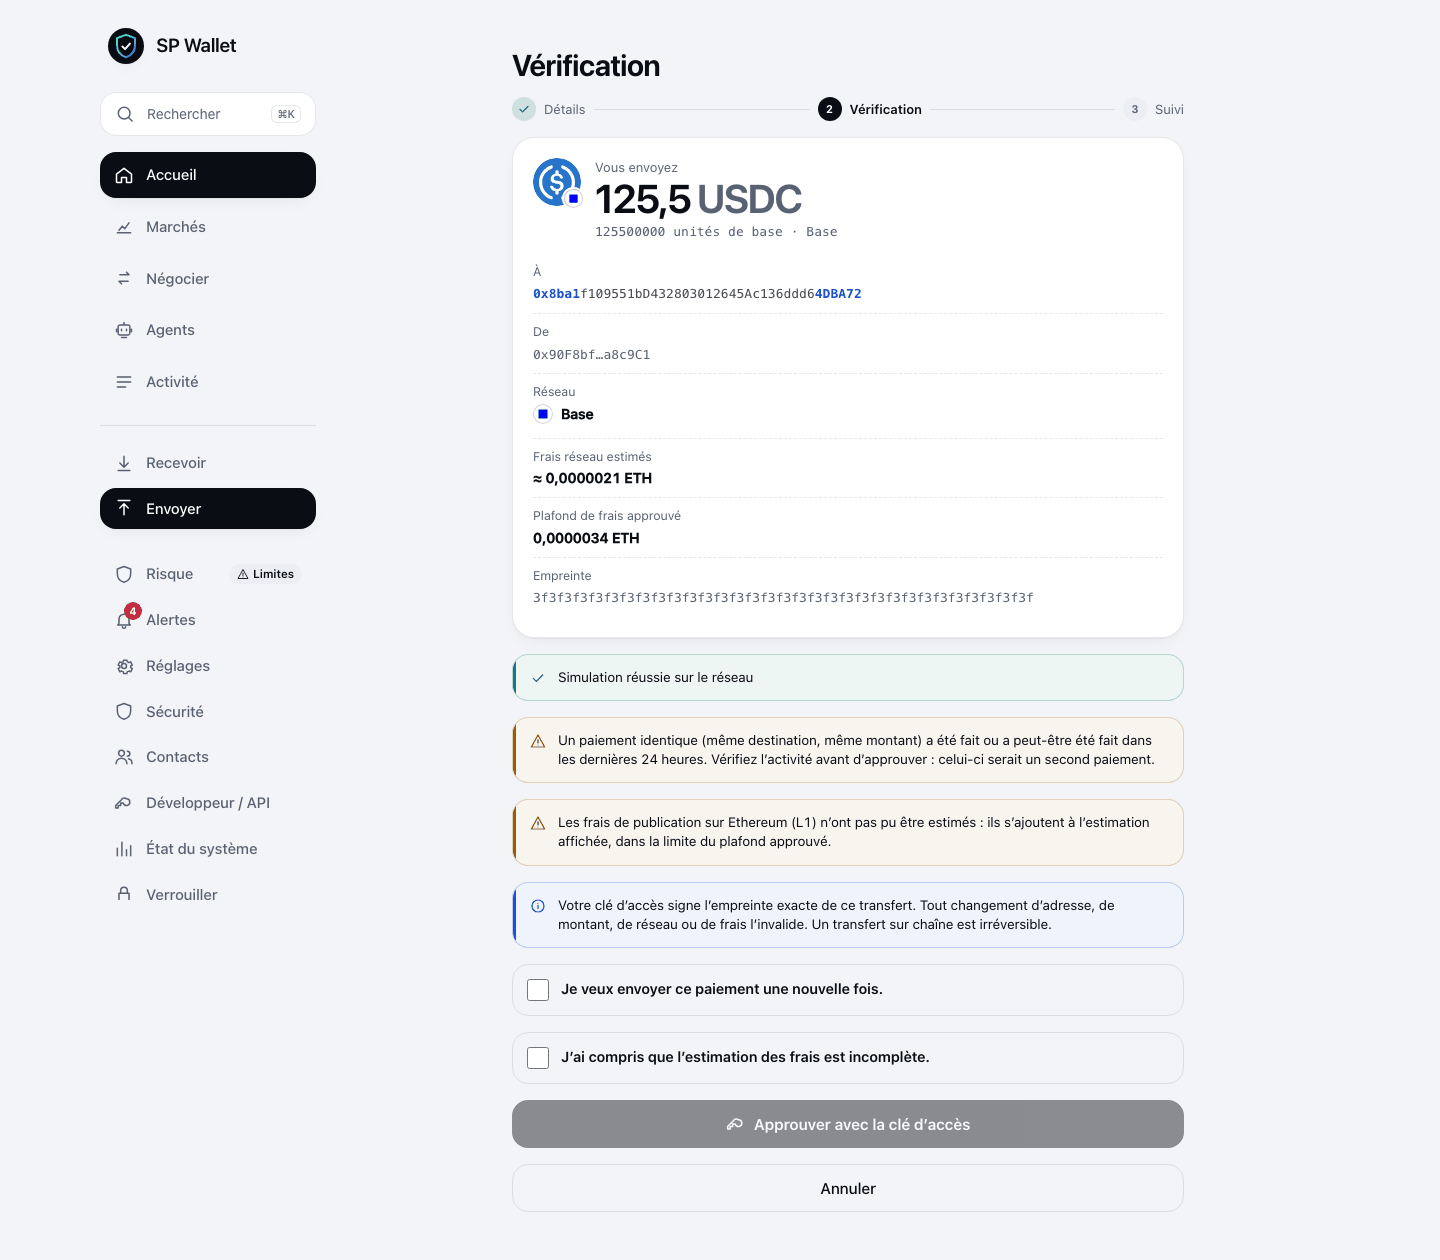 SP Wallet
Rechercher ⌘K
Accueil
Marchés
Négocier
Agents
Activité
Recevoir
Envoyer
Risque Limites
4
Alertes
Réglages
Sécurité
Contacts
Développeur / API
État du système
Verrouiller
Vérification
Détails 2 Vérification 3 Suivi
Vous envoyez
125,5 USDC
125500000 unités de base · Base
À
0x8ba1f109551bD432803012645Ac136ddd64DBA72
De
0x90F8bf…a8c9C1
Réseau
Base
Frais réseau estimés
≈ 0,0000021 ETH
Plafond de frais approuvé
0,0000034 ETH
Empreinte
3f3f3f3f3f3f3f3f3f3f3f3f3f3f3f3f3f3f3f3f3f3f3f3f3f3f3f3f3f3f3f3f
Simulation réussie sur le réseau
Un paiement identique (même destination, même montant) a été fait ou a peut-être été fait dans
les dernières 24 heures. Vérifiez l’activité avant d’approuver : celui-ci serait un second paiement.
Les frais de publication sur Ethereum (L1) n’ont pas pu être estimés : ils s’ajoutent à l’estimation
affichée, dans la limite du plafond approuvé.
Votre clé d’accès signe l’empreinte exacte de ce transfert. Tout changement d’adresse, de
montant, de réseau ou de frais l’invalide. Un transfert sur chaîne est irréversible.
Je veux envoyer ce paiement une nouvelle fois.
J’ai compris que l’estimation des frais est incomplète.
Approuver avec la clé d’accès
Annuler